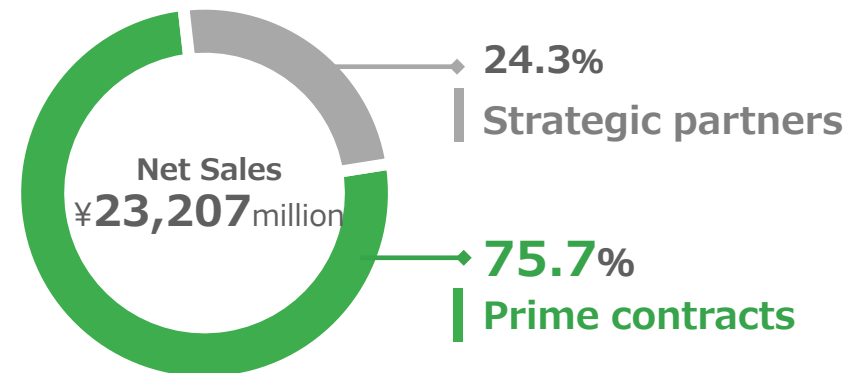 Net Sales
¥23,207million
24.3%
Strategic partners
75.7%
Prime contracts